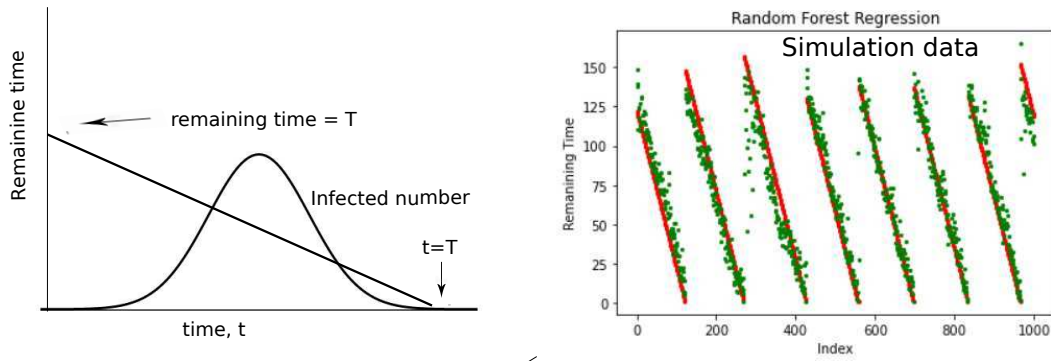 Remainine time
remaining time = T
Infected number
t=T
time, t
Random Forest Regression
Simulation data
Remanining Time
150
125
100
75
50
25
0
0
200
400
600
800
1000
Index